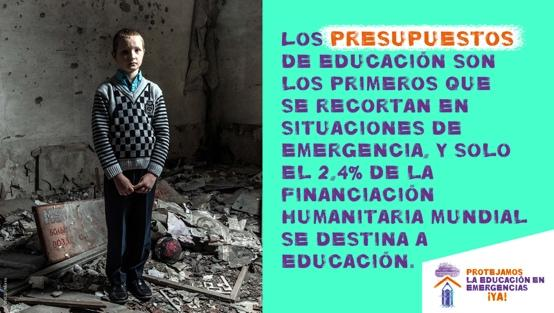 LOS PRESUPUESTOS
DE EDUCACIÓN SON
LOS PRIMEROS QUE
SE RECORTAN EN
SITUACIONES DE
EMERGENCIA, Y SOLO
EL 2,4% DE LA
FINANCIACIÓN
HUMANITARIA MUNDIAL
SE DESTINA A
EDUCACIÓN.
PROTEJAMOS
LA EDUCACIÓN EN
EMERGENCIAS
¡YA!